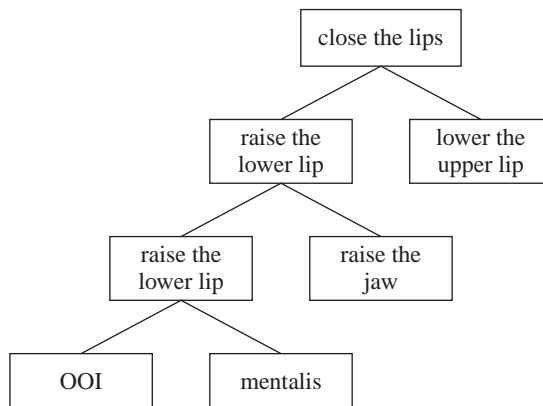 close the lips
raise the
lower lip
lower the
upper lip
raise the
lower lip
raise the
jaw
OOI
mentalis